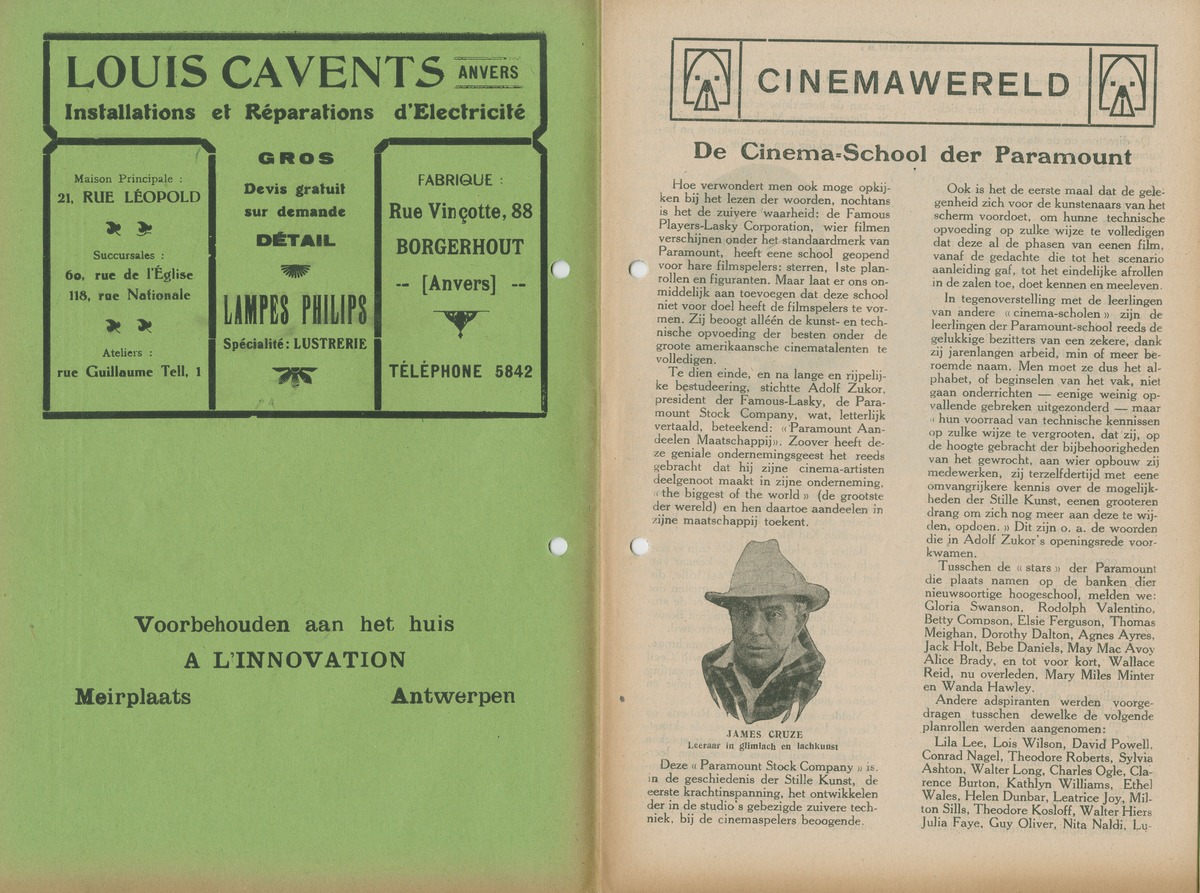 LOUIS CAVENTS ANVERS
Installations et Réparations d'Electricité
Maison Principale :
21, RUE LÉOPOLD
Succursales :
60, rue de l'Église
118, rue Nationale
Ateliers :
rue Guillaume Tell, 1
GROS
Devis gratuit
sur demande
DÉTAIL
LAMPES PHILIPS
Spécialité : LUSTRERIE
FABRIQUE :
Rue Vinçotte, 88
BORGERHOUT
-- [Anvers] --
TÉLÉPHONE 5842
Voorbehouden aan het huis
A L'INNOVATION
Meirplaats Antwerpen
CINEMAWERELD
De Cinema=School der Paramount
Hoe verwondert men ook moge opkij-
ken bij het lezen der woorden, nochtans
is het de zuivere waarheid: de Famous
Players-Lasky Corporation, wier filmen
verschijnen onder het standaardmerk van
Paramount, heeft eene school geopend
voor hare filmspelers: sterren, 1ste plan-
rollen en figuranten. Maar laat er ons on-
middelijk aan toevoegen dat deze school
niet voor doel heeft de filmspelers te vor-
men. Zij beoogt alléén de kunst- en tech-
nische opvoeding der besten onder de
groote amerikaansche cinematalenten te
volledigen.
Te dien einde, en na lange en rijpelij-
ke bestudeering, stichtte Adolf Zukor,
president der Famous-Lasky, de Para-
mount Stock Company, wat, letterlijk
vertaald, beteekend: « Paramount Aan-
deelen Maatschappij». Zoover heeft de-
ze geniale ondernemingsgeest het reeds
gebracht dat hij zijne cinema-artisten
deelgenoot maakt in zijne onderneming,
« the biggest of the world » (de grootste
der wereld) en hen daartoe aandeelen in
zijne maatschappij toekent.
JAMES CRUZE
Leeraar in glimlach en lachkunst
Deze « Paramount Stock Company » is,
in de geschiedenis der Stille Kunst, de
eerste krachtinspanning, het ontwikkelen
der in de studio's gebezigde zuivere tech-
niek, bij de cinemaspelers beoogende.
Ook is het de eerste maal dat de gele-
genheid zich voor de kunstenaars van het
scherm voordoet, om hunne technische
opvoeding op zulke wijze te volledigen
dat deze al de phasen van eenen film,
vanaf de gedachte die tot het scenario
aanleiding gaf, tot het eindelijke afrollen
in de zalen toe, doet kennen en meeleven.
In tegenoverstelling met de leerlingen
van andere « cinema-scholen » zijn de
leerlingen der Paramount-school reeds de
gelukkige bezitters van een zekere, dank
zij jarenlangen arbeid, min of meer be-
roemde naam. Men moet ze dus het al-
phabet, of beginselen van het vak, niet
gaan onderrichten — eenige weinig op-
vallende gebreken uitgezonderd — maar
« hun voorraad van technische kennissen
op zulke wijze te vergrooten, dat zij, op
de hoogte gebracht der bijbehoorigheden
van het gewrocht, aan wier opbouw zij
medewerken, zij terzelfdertijd met eene
omvangrijkere kennis over de mogelijk-
heden der Stille Kunst, eenen grooteren
drang om zich nog meer aan deze te wij-
den, opdoen. » Dit zijn o. a. de woorden
die in Adolf Zukor's openingsrede voor-
kwamen.
Tusschen de « stars » der Paramount
die plaats namen op de banken dier
nieuwsoortige hoogeschool, melden we:
Gloria Swanson, Rodolph Valentino,
Betty Compson, Elsie Ferguson, Thomas
Meighan, Dorothy Dalton, Agnes Ayres,
Jack Holt, Bebe Daniels, May Mac Avoy
Alice Brady, en tot voor kort, Wallace
Reid, nu overleden, Mary Miles Minter
en Wanda Hawley.
Andere adspiranten werden voorge-
dragen tusschen dewelke de volgende
planrollen werden aangenomen:
Lila Lee, Lois Wilson, David Powell,
Conrad Nagel, Theodore Roberts, Sylvia
Ashton, Walter Long, Charles Ogle, Cla-
rence Burton, Kathlyn Williams, Ethel
Wales, Helen Dunbar, Leatrice Joy, Mil-
ton Sills, Theodore Kosloff, Walter Hiers
Julia Faye, Guy Oliver, Nita Naldi, Lu-